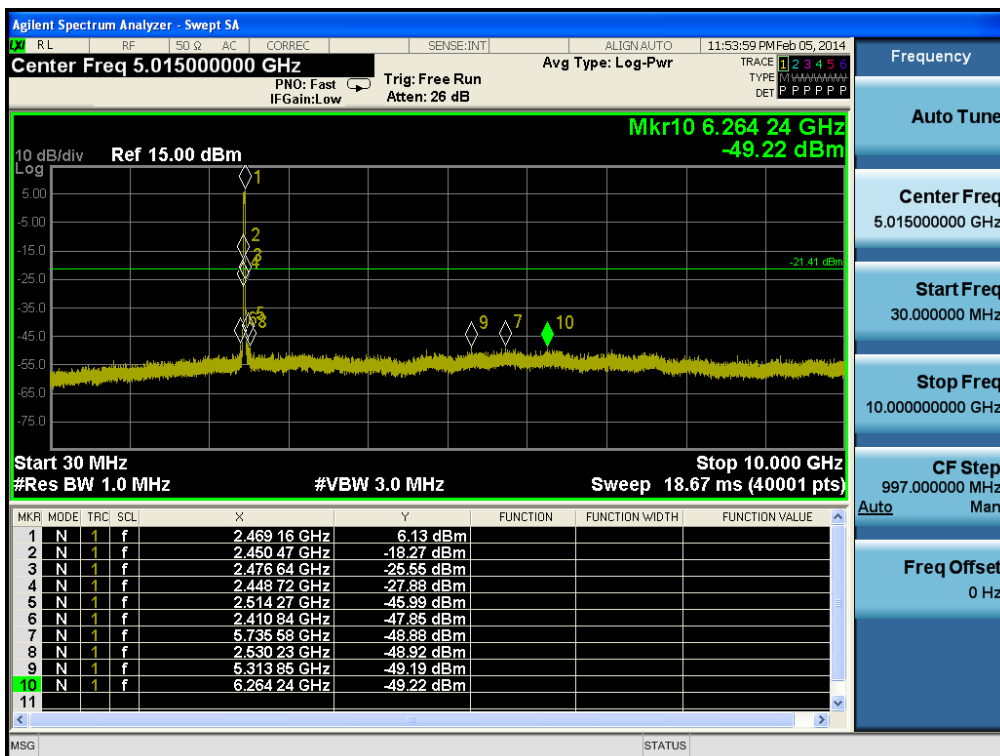 Agilent Spectrum Analyzer - Swept SA
LXI RL RF 50 Ω AC CORREC SENSE:INT ALIGN AUTO 11:53:59 PM Feb 05, 2014
Center Freq 5.015000000 GHz
PNO: Fast
IFGain:Low
Trig: Free Run
Atten: 26 dB
Avg Type: Log-Pwr
TRACE 1 2 3 4 5 6
TYPE M
DET P P P P P P
Mkr10 6.264 24 GHz
-49.22 dBm
10 dB/div Ref 15.00 dBm
Log
5.00
-5.00
-15.0
-25.0
-35.0
-45.0
-55.0
-65.0
-75.0
1
2
3
4
8
9
7
10
-21.41 dBm
Start 30 MHz Stop 10.000 GHz
#Res BW 1.0 MHz #VBW 3.0 MHz Sweep 18.67 ms (40001 pts)
MKR MODE TRC SCL X Y FUNCTION FUNCTION WIDTH FUNCTION VALUE
1 N 1 f 2.469 16 GHz 6.13 dBm
2 N 1 f 2.450 47 GHz -18.27 dBm
3 N 1 f 2.476 64 GHz -25.55 dBm
4 N 1 f 2.448 72 GHz -27.88 dBm
5 N 1 f 2.514 27 GHz -45.99 dBm
6 N 1 f 2.410 84 GHz -47.85 dBm
7 N 1 f 5.735 58 GHz -48.88 dBm
8 N 1 f 2.530 23 GHz -48.92 dBm
9 N 1 f 5.313 85 GHz -49.19 dBm
10 N 1 f 6.264 24 GHz -49.22 dBm
11
MSG STATUS
Frequency
Auto Tune
Center Freq
5.015000000 GHz
Start Freq
30.000000 MHz
Stop Freq
10.000000000 GHz
CF Step
997.000000 MHz
Auto Man
Freq Offset
0 Hz